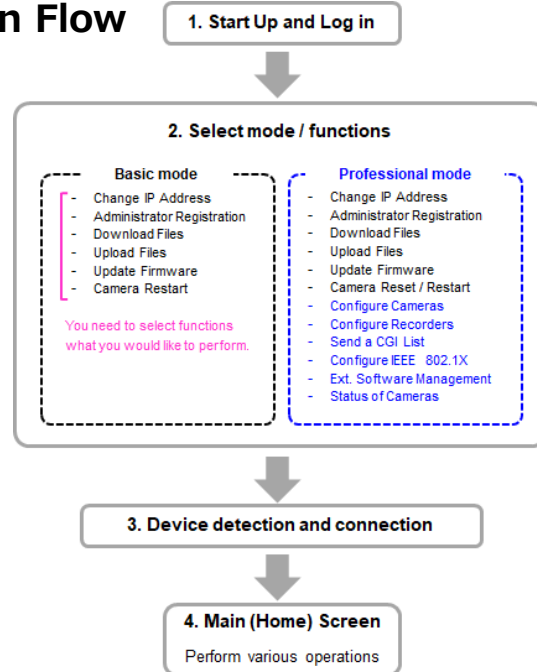 n Flow
1. Start Up and Log in
2. Select mode / functions
Basic mode
- Change IP Address
- Administrator Registration
- Download Files
- Upload Files
- Update Firmware
- Camera Restart
You need to select functions
what you would like to perform.
Professional mode
- Change IP Address
- Administrator Registration
- Download Files
- Upload Files
- Update Firmware
- Camera Reset / Restart
- Configure Cameras
- Configure Recorders
- Send a CGI List
- Configure IEEE 802.1X
- Ext. Software Management
- Status of Cameras
3. Device detection and connection
4. Main (Home) Screen
Perform various operations